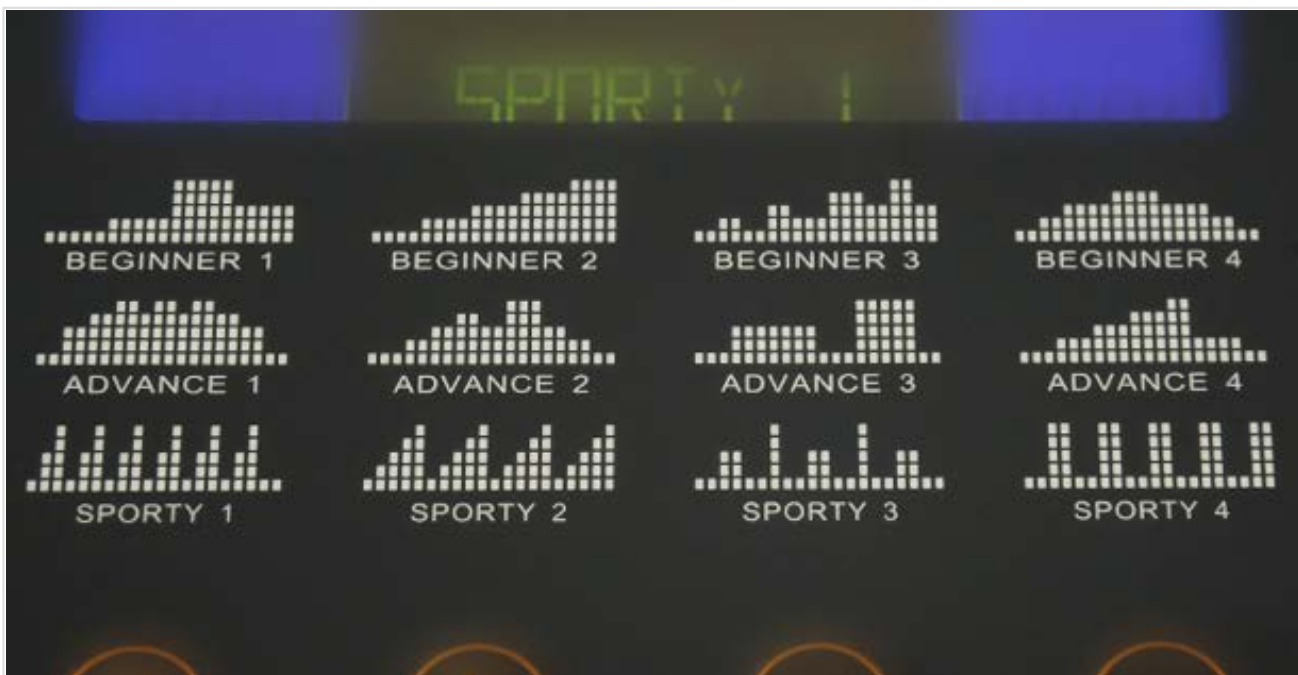 SPORTY 1
BEGINNER 1 BEGINNER 2 BEGINNER 3 BEGINNER 4
ADVANCE 1 ADVANCE 2 ADVANCE 3 ADVANCE 4
SPORTY 1 SPORTY 2 SPORTY 3 SPORTY 4